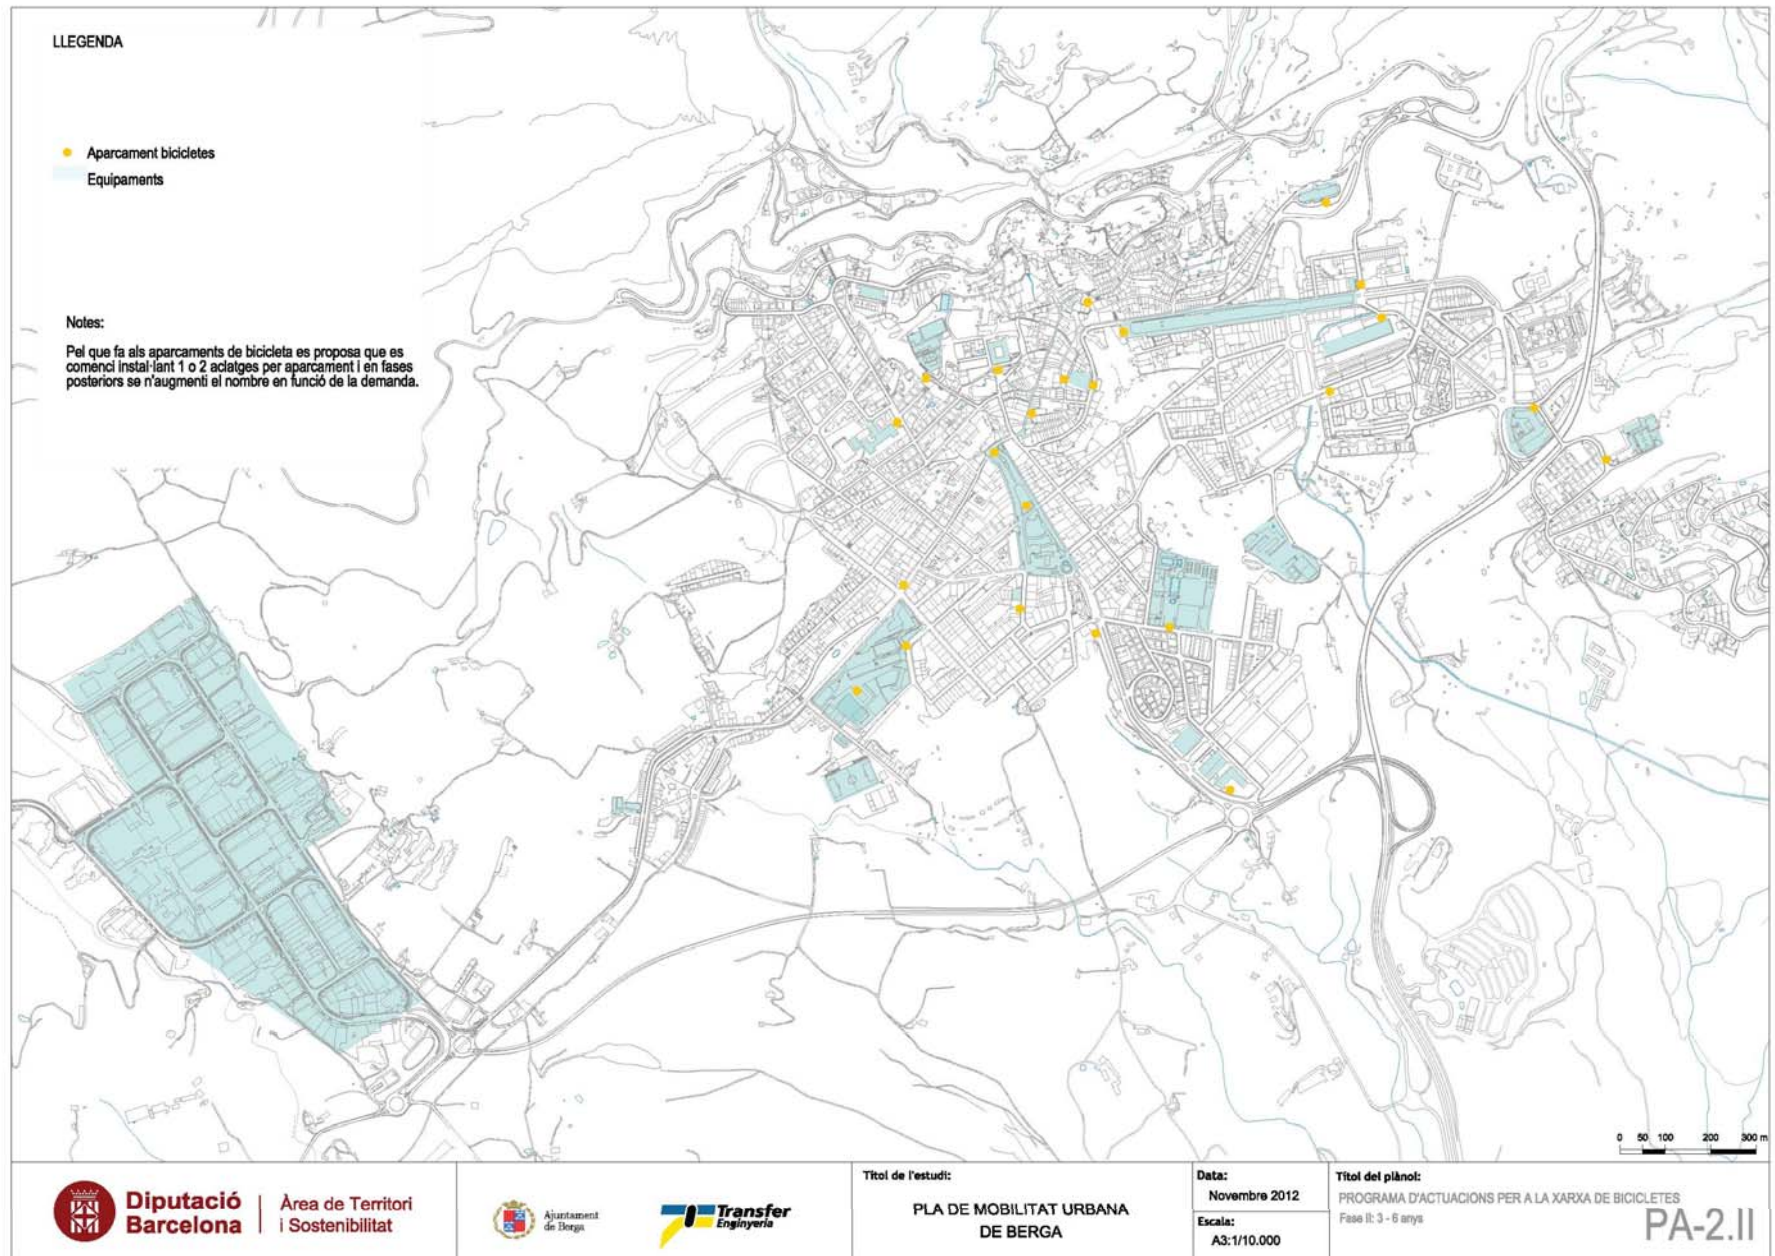 LLEGENDA
Aparcament bicicletes
Equipaments
Notes:
Pel que fa als aparcaments de bicicleta es proposa que es
comenci instal·lant 1 o 2 aclatges per aparcament i en fases
posteriors se n'augmenti el nombre en funció de la demanda.
0 50 100 200 300 m
Diputació
Barcelona
Àrea de Territori
i Sostenibilitat
Ajuntament
de Berga
Transfer
Enginyeria
Títol de l'estudi:
PLA DE MOBILITAT URBANA
DE BERGA
Data:
Novembre 2012
Escala:
A3:1/10.000
Títol del plànol:
PROGRAMA D'ACTUACIONS PER A LA XARXA DE BICICLETES
Fase II: 3 - 6 anys
PA-2.II